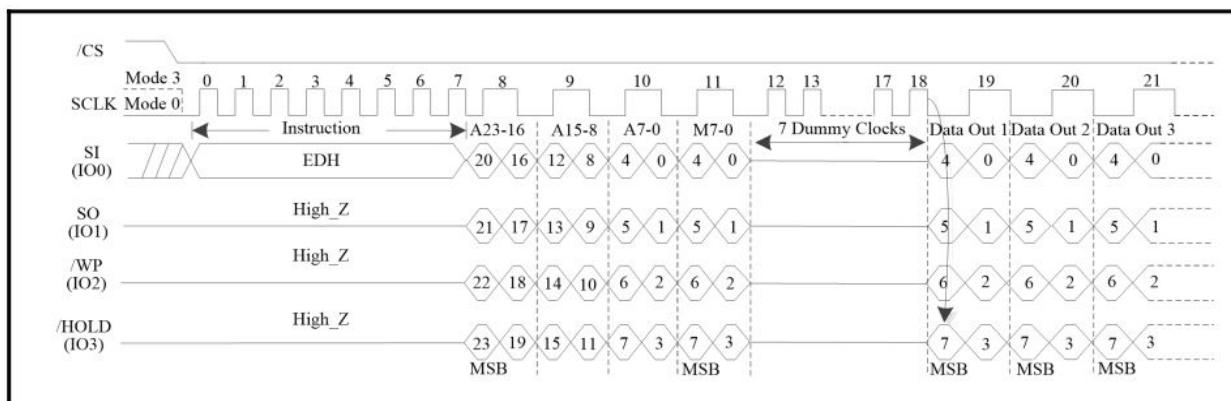 /CS
Mode 3 0 1 2 3 4 5 6 7 8 9 10 11 12 13 17 18 19 20 21
SCLK Mode 0
Instruction A23-16 A15-8 A7-0 M7-0 7 Dummy Clocks Data Out 1 Data Out 2 Data Out 3
SI
(IO0) EDH 20 16 12 8 4 0 4 0 4 0 4 0 4 0
High_Z
SO
(IO1) 21 17 13 9 5 1 5 1 5 1 5 1 5 1
High_Z
/WP
(IO2) 22 18 14 10 6 2 6 2 6 2 6 2 6 2
High_Z
/HOLD
(IO3) 23 19 15 11 7 3 7 3 7 3 7 3 7 3
MSB MSB MSB MSB MSB